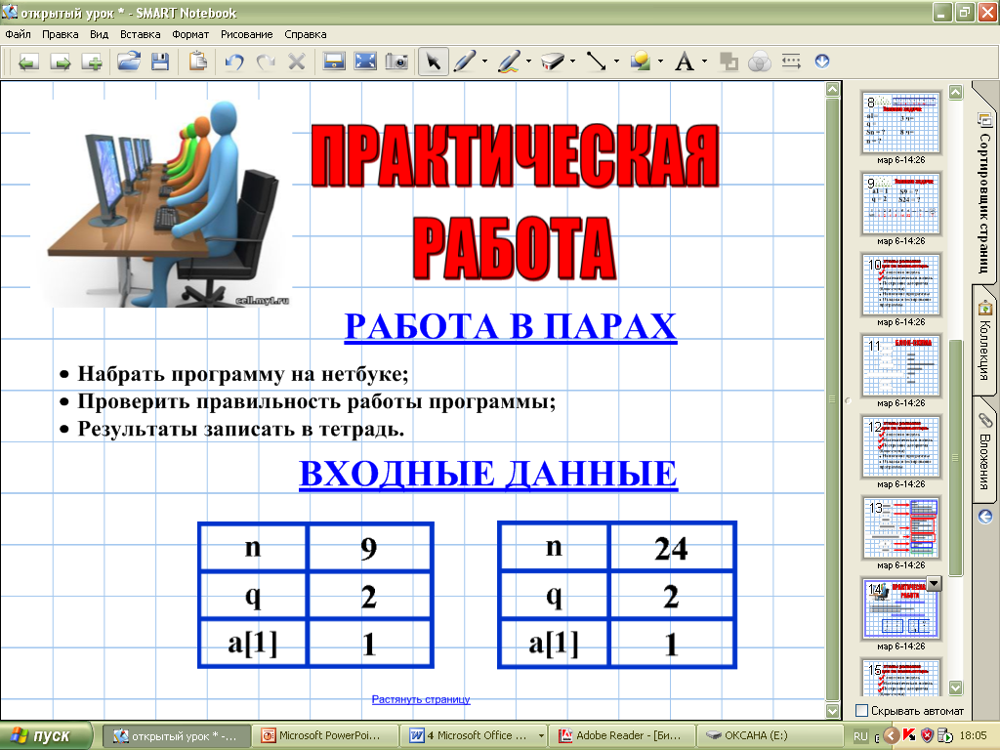 открытый урок * - SMART Notebook
Файл Правка Вид Вставка Формат Рисование Справка
ПРАКТИЧЕСКАЯ
РАБОТА
cell.my1.ru
РАБОТА В ПАРАХ
• Набрать программу на нетбуке;
• Проверить правильность работы программы;
• Результаты записать в тетрадь.
ВХОДНЫЕ ДАННЫЕ
n 9
q 2
a[1] 1
n 24
q 2
a[1] 1
Растянуть страницу
8
мар 6-14:26
9
мар 6-14:26
10
мар 6-14:26
11
мар 6-14:26
12
мар 6-14:26
13
мар 6-14:26
14
ПРАКТИЧЕСКАЯ
РАБОТА
мар 6-14:26
15
Сортировщик страниц
Коллекция
Вложения
Скрывать автомат
пуск
открытый урок * -...
Microsoft PowerPoi...
4 Microsoft Office ...
Adobe Reader - [Би...
ОКСАНА (E:)
RU
18:05